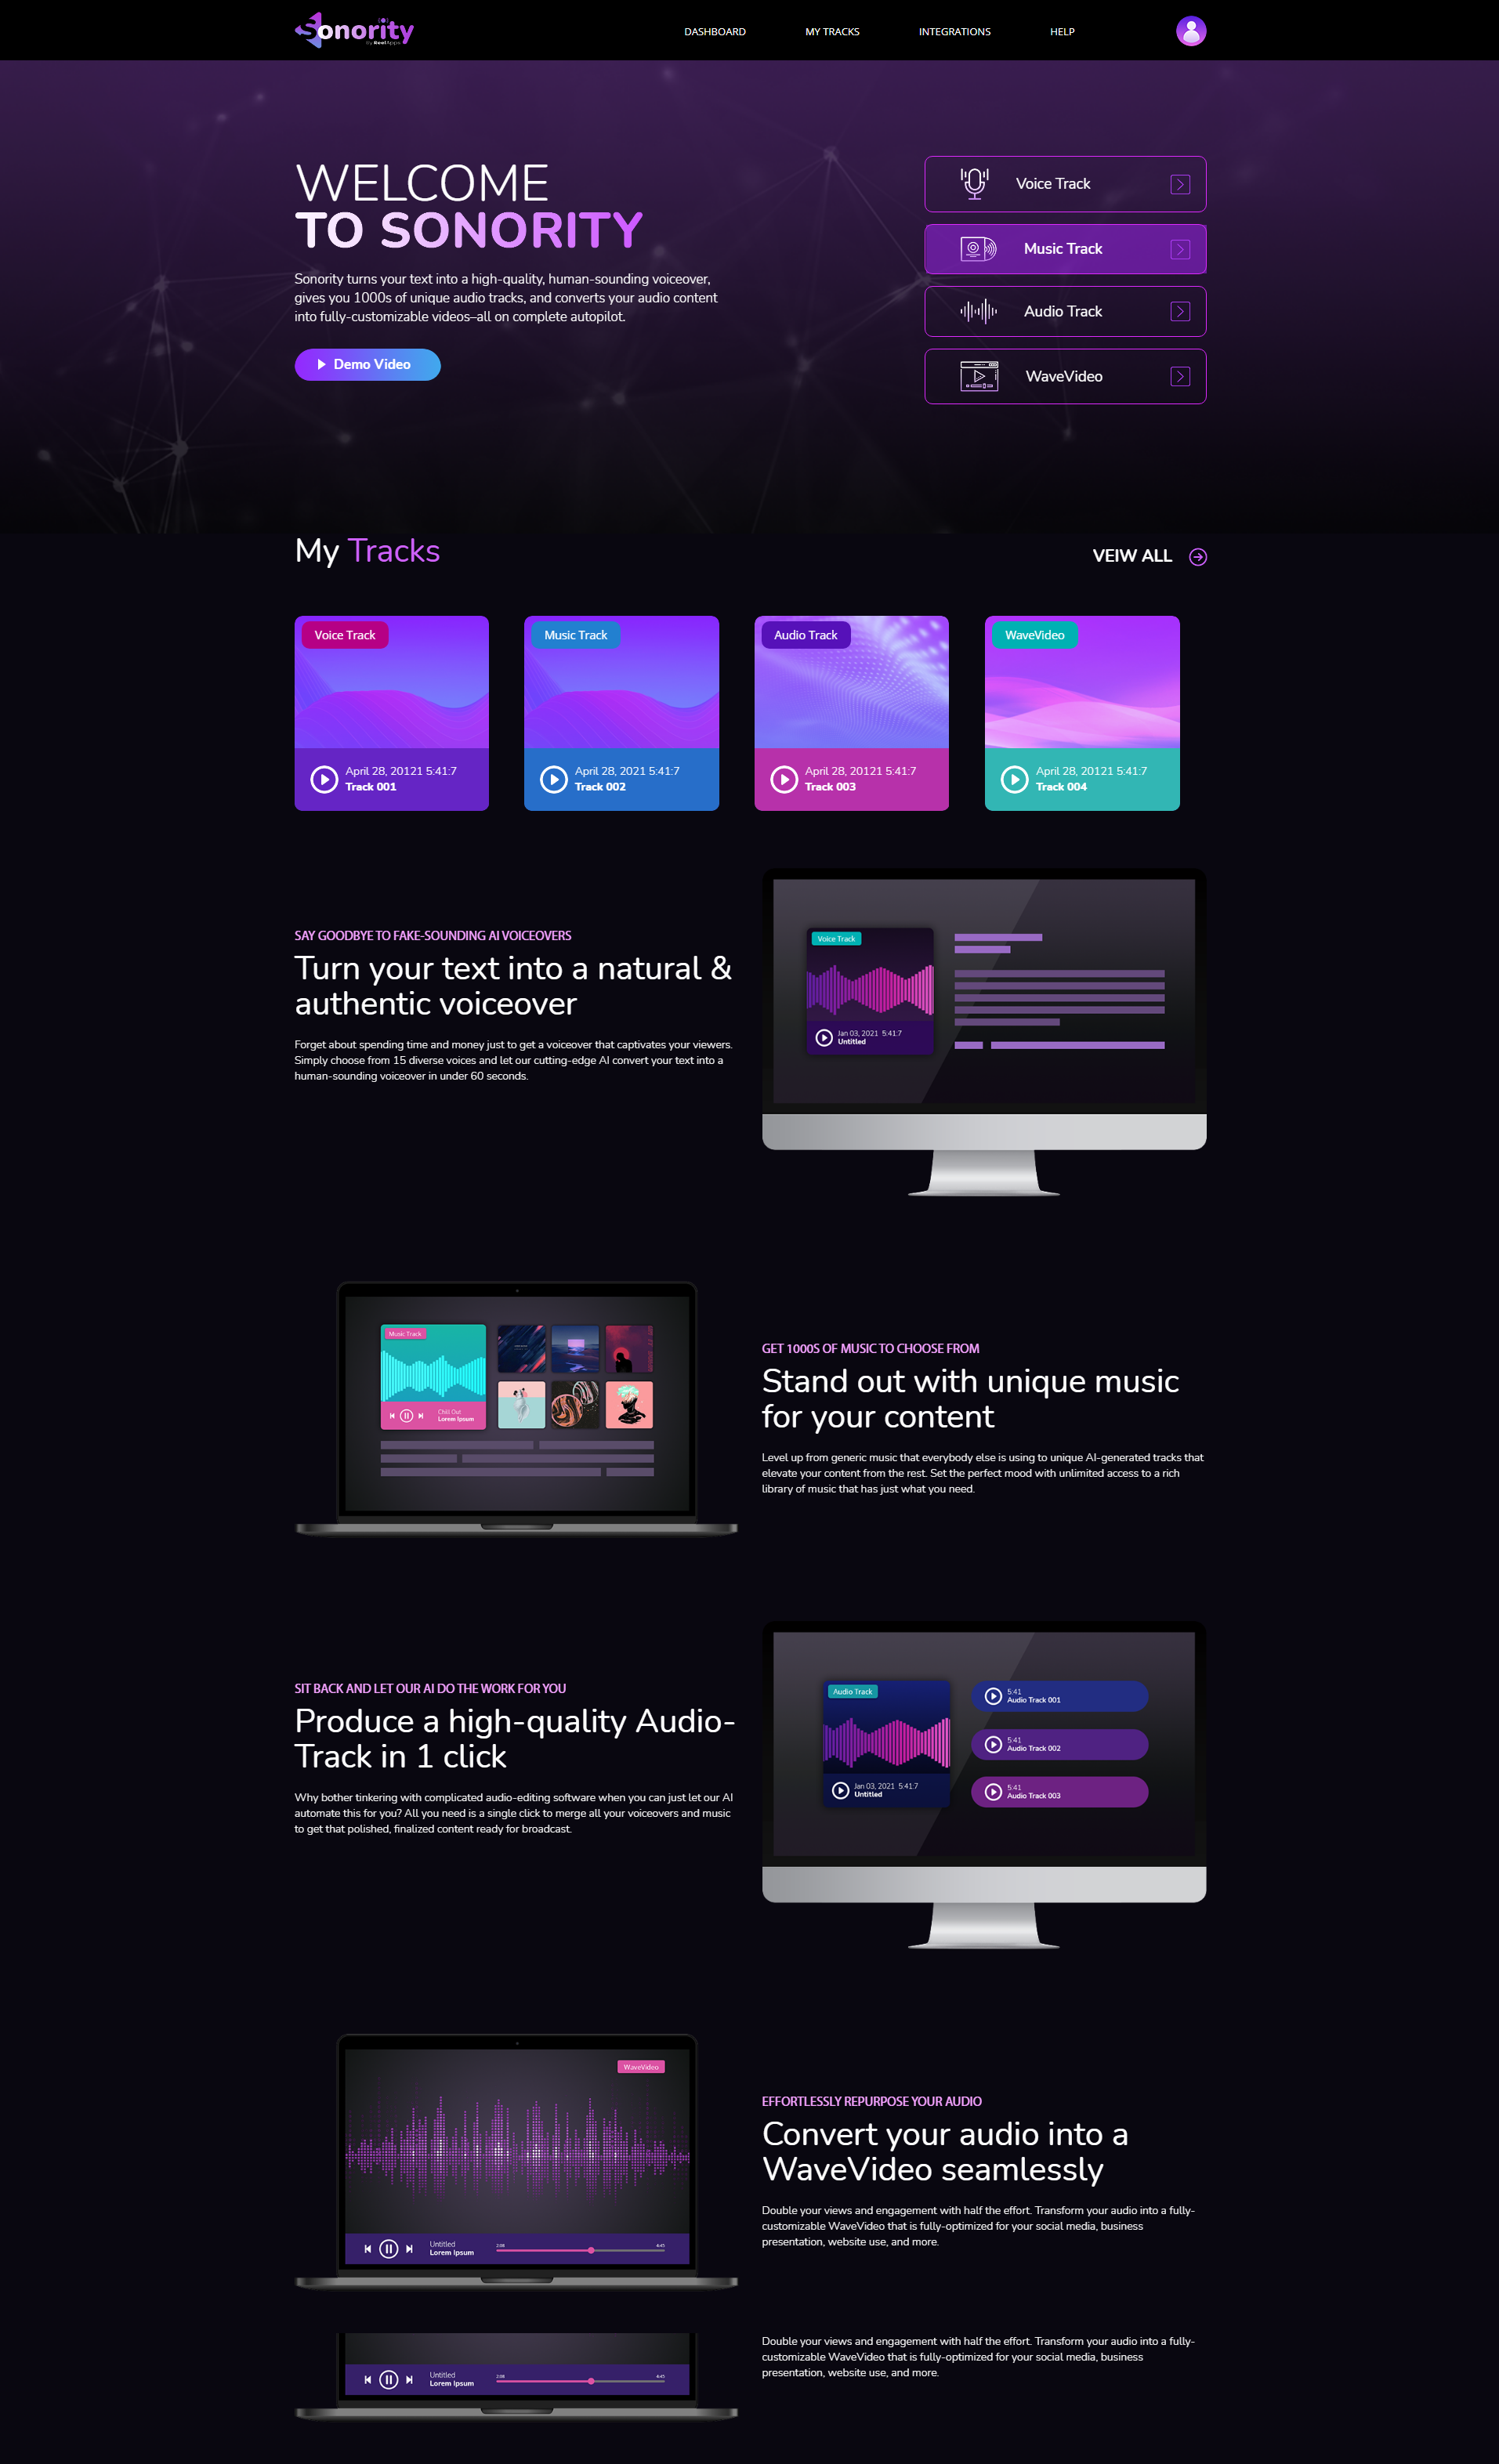 Sonority
by ReelApps
DASHBOARD
MY TRACKS
INTEGRATIONS
HELP
WELCOME
TO SONORITY
Sonority turns your text into a high-quality, human-sounding voiceover,
gives you 1000s of unique audio tracks, and converts your audio content
into fully-customizable videos–all on complete autopilot.
Demo Video
Voice Track
Music Track
Audio Track
WaveVideo
My Tracks
VEIW ALL
Voice Track
April 28, 20121 5:41:7
Track 001
Music Track
April 28, 2021 5:41:7
Track 002
Audio Track
April 28, 20121 5:41:7
Track 003
WaveVideo
April 28, 20121 5:41:7
Track 004
SAY GOODBYE TO FAKE-SOUNDING AI VOICEOVERS
Turn your text into a natural &
authentic voiceover
Forget about spending time and money just to get a voiceover that captivates your viewers.
Simply choose from 15 diverse voices and let our cutting-edge AI convert your text into a
human-sounding voiceover in under 60 seconds.
Voice Track
Jan 03, 2021 5:41:7
Untitled
Music Track
Chill Out
Lorem Ipsum
GET 1000S OF MUSIC TO CHOOSE FROM
Stand out with unique music
for your content
Level up from generic music that everybody else is using to unique AI-generated tracks that
elevate your content from the rest. Set the perfect mood with unlimited access to a rich
library of music that has just what you need.
SIT BACK AND LET OUR AI DO THE WORK FOR YOU
Produce a high-quality Audio-
Track in 1 click
Why bother tinkering with complicated audio-editing software when you can just let our AI
automate this for you? All you need is a single click to merge all your voiceovers and music
to get that polished, finalized content ready for broadcast.
Audio Track
Jan 03, 2021 5:41:7
Untitled
5:41
Audio Track 001
5:41
Audio Track 002
5:41
Audio Track 003
WaveVideo
Untitled
Lorem Ipsum
2:08
4:45
EFFORTLESSLY REPURPOSE YOUR AUDIO
Convert your audio into a
WaveVideo seamlessly
Double your views and engagement with half the effort. Transform your audio into a fully-
customizable WaveVideo that is fully-optimized for your social media, business
presentation, website use, and more.
Untitled
Lorem Ipsum
2:08
4:45
Double your views and engagement with half the effort. Transform your audio into a fully-
customizable WaveVideo that is fully-optimized for your social media, business
presentation, website use, and more.